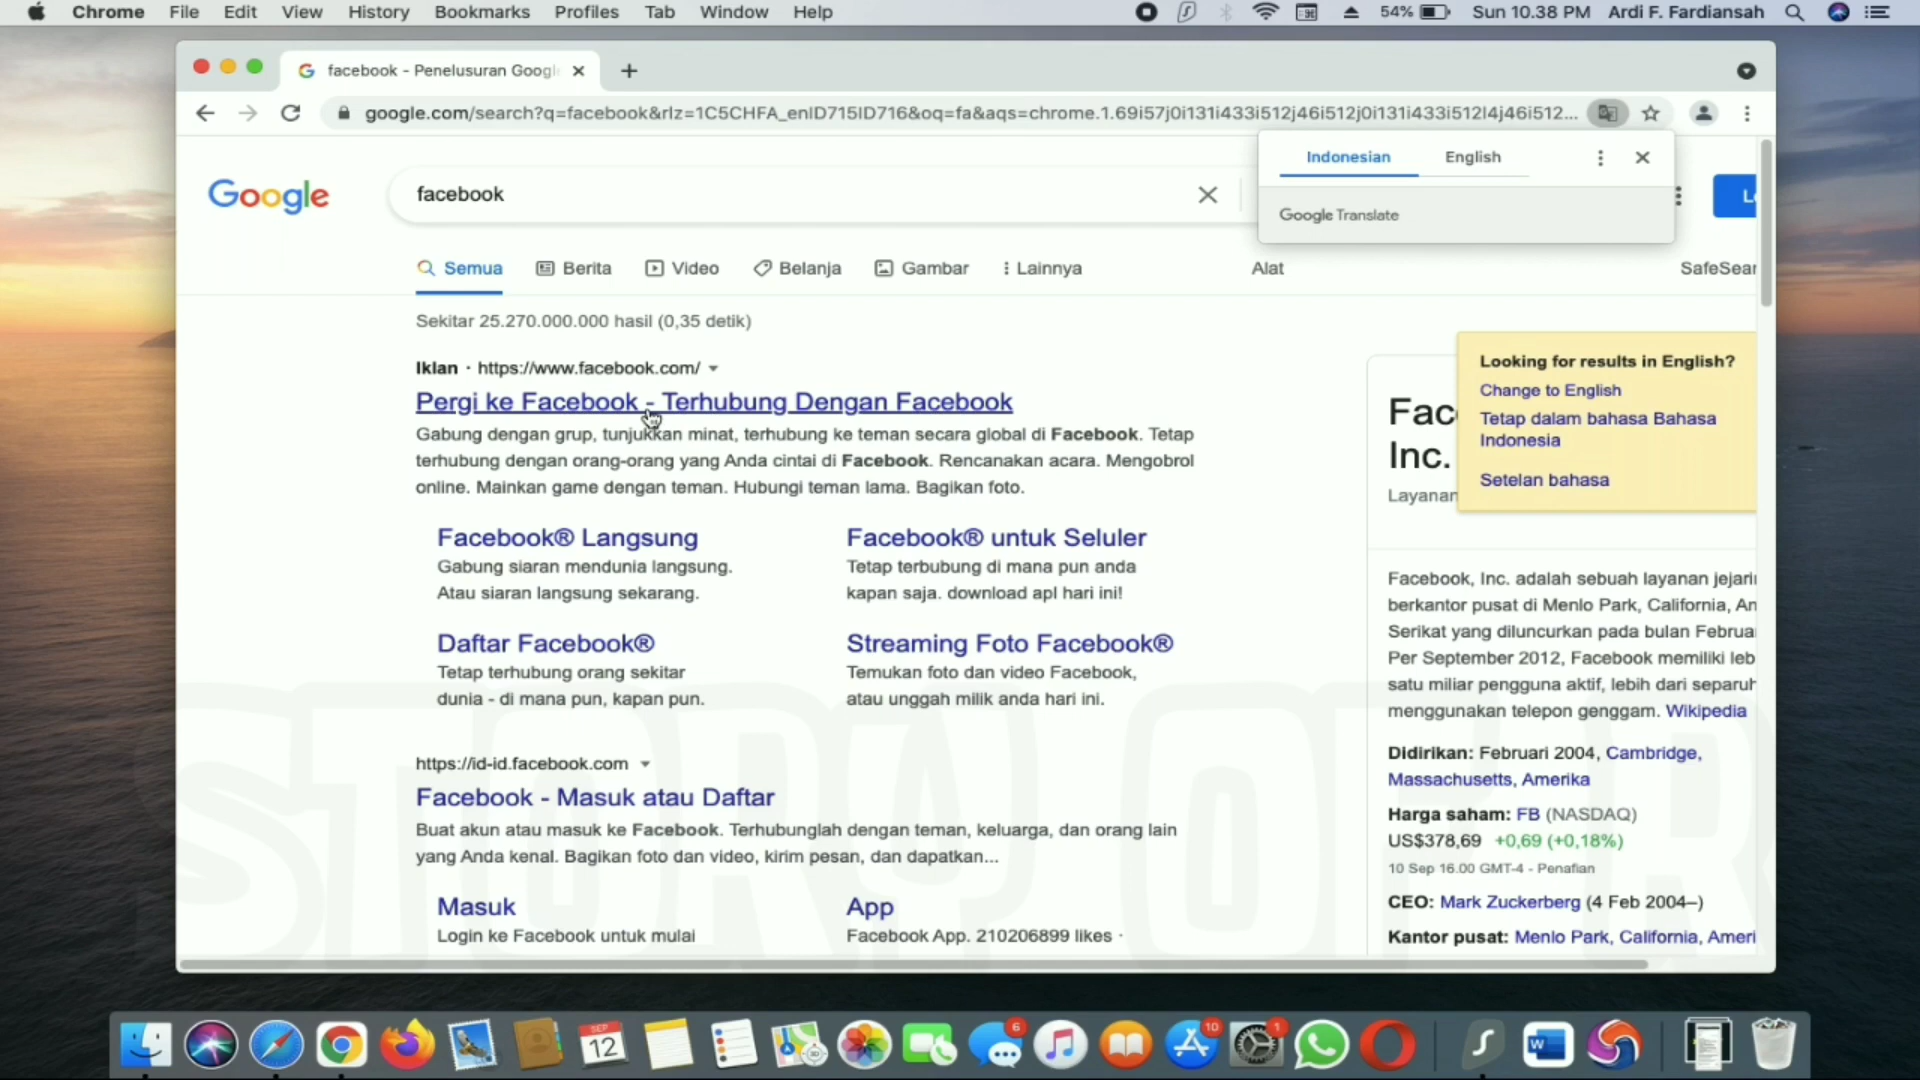 Chrome File Edit View History Bookmarks Profiles Tab Window Help 54% Sun 10.38 PM Ardi F. Fardiansah
facebook - Penelusuran Googl
google.com/search?q=facebook&rlz=1C5CHFA_enID715ID716&oq=fa&aqs=chrome.1.69i57j0i131i433i512j46i512j0i131i433i512l4j46i512...
Indonesian English
Google Translate
Google
facebook
Semua Berita Video Belanja Gambar Lainnya Alat SafeSear
Sekitar 25.270.000.000 hasil (0,35 detik)
Iklan · https://www.facebook.com/
Pergi ke Facebook - Terhubung Dengan Facebook
Gabung dengan grup, tunjukkan minat, terhubung ke teman secara global di Facebook. Tetap
terhubung dengan orang-orang yang Anda cintai di Facebook. Rencanakan acara. Mengobrol
online. Mainkan game dengan teman. Hubungi teman lama. Bagikan foto.
Facebook® Langsung
Gabung siaran mendunia langsung.
Atau siaran langsung sekarang.
Facebook® untuk Seluler
Tetap terbubung di mana pun anda
kapan saja. download apl hari ini!
Daftar Facebook®
Tetap terhubung orang sekitar
dunia - di mana pun, kapan pun.
Streaming Foto Facebook®
Temukan foto dan video Facebook,
atau unggah milik anda hari ini.
https://id-id.facebook.com
Facebook - Masuk atau Daftar
Buat akun atau masuk ke Facebook. Terhubunglah dengan teman, keluarga, dan orang lain
yang Anda kenal. Bagikan foto dan video, kirim pesan, dan dapatkan...
Masuk
Login ke Facebook untuk mulai
App
Facebook App. 210206899 likes ·
Looking for results in English?
Change to English
Tetap dalam bahasa Bahasa
Indonesia
Setelan bahasa
Fac
Inc.
Layanan
Facebook, Inc. adalah sebuah layanan jejari
berkantor pusat di Menlo Park, California, Am
Serikat yang diluncurkan pada bulan Februa
Per September 2012, Facebook memiliki leb
satu miliar pengguna aktif, lebih dari separuh
menggunakan telepon genggam. Wikipedia
Didirikan: Februari 2004, Cambridge,
Massachusetts, Amerika
Harga saham: FB (NASDAQ)
US$378,69 +0,69 (+0,18%)
10 Sep 16.00 GMT-4 - Penafian
CEO: Mark Zuckerberg (4 Feb 2004–)
Kantor pusat: Menlo Park, California, Ameri
STORY OF R
SEP
12
3D
6
10
1
W